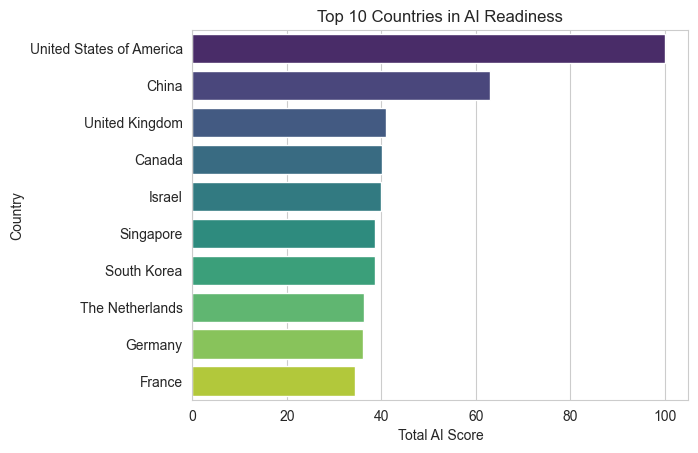 Top 10 Countries in AI Readiness
Country
United States of America
China
United Kingdom
Canada
Israel
Singapore
South Korea
The Netherlands
Germany
France
0 20 40 60 80 100
Total AI Score